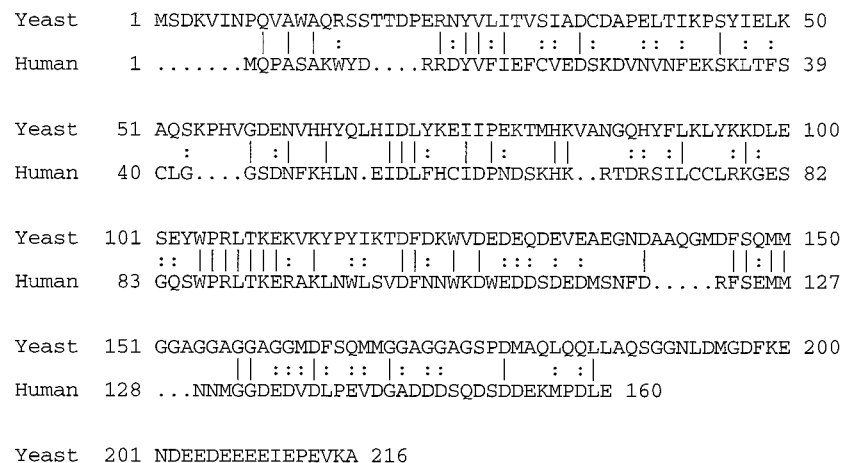 Yeast 1 MSDKVINPQVAWAQRSSTTDPERNYVLITVSIADCDAPELTIKPSYIELK 50
| | | : |:||:| :: | :: : | :
Human 1 ......MQPASAKWYD....RRDYVFIEFCVEDSKDVNVNFEKSKLTFS 39
Yeast 51 AQSKPHVGDENVHHYQLHIDLYKEIIPEKTMHKVANGQHYFLKLYKKDLE 100
: | :| | |||: | |: || :: :| |:
Human 40 CLG....GSDNFKHLN.EIDLFHCIDPNDSKHK..RTDRSILCCLRKGES 82
Yeast 101 SEYWPRLTKEKVKYPYIKTDFDKWVDEDEQDEVEAEGNDAAQGMDFSQMM 150
:: |||||||: | : :|| | | ::: : : | ||:||
Human 83 GQSWPRLTKERAKLNWLSVDFNNWKDWEDDSDEDMSNFD.....RFSEMM 127
Yeast 151 GGAGGAGGAGGMDFSQMMGGAGGAGSPDMAQLQQLLAQSGGNLDMGDFKE 200
|| :::| :: |: :: | : |
Human 128 ...NNMGGDEDVDLPEVDGADDDSQDSDDEKMPDLE 160
Yeast 201 NDEEDEEEEIEPEVKA 216